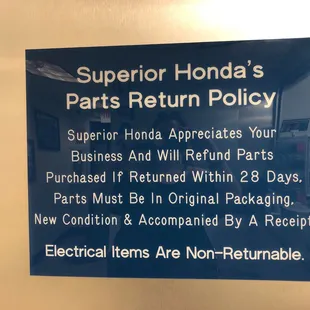 Superior Honda's
Parts Return Policy
Superior Honda Appreciates Your
Business And Will Refund Parts
Purchased If Returned Within 28 Days.
Parts Must Be In Original Packaging,
New Condition & Accompanied By A Receipt
Electrical Items Are Non-Returnable.